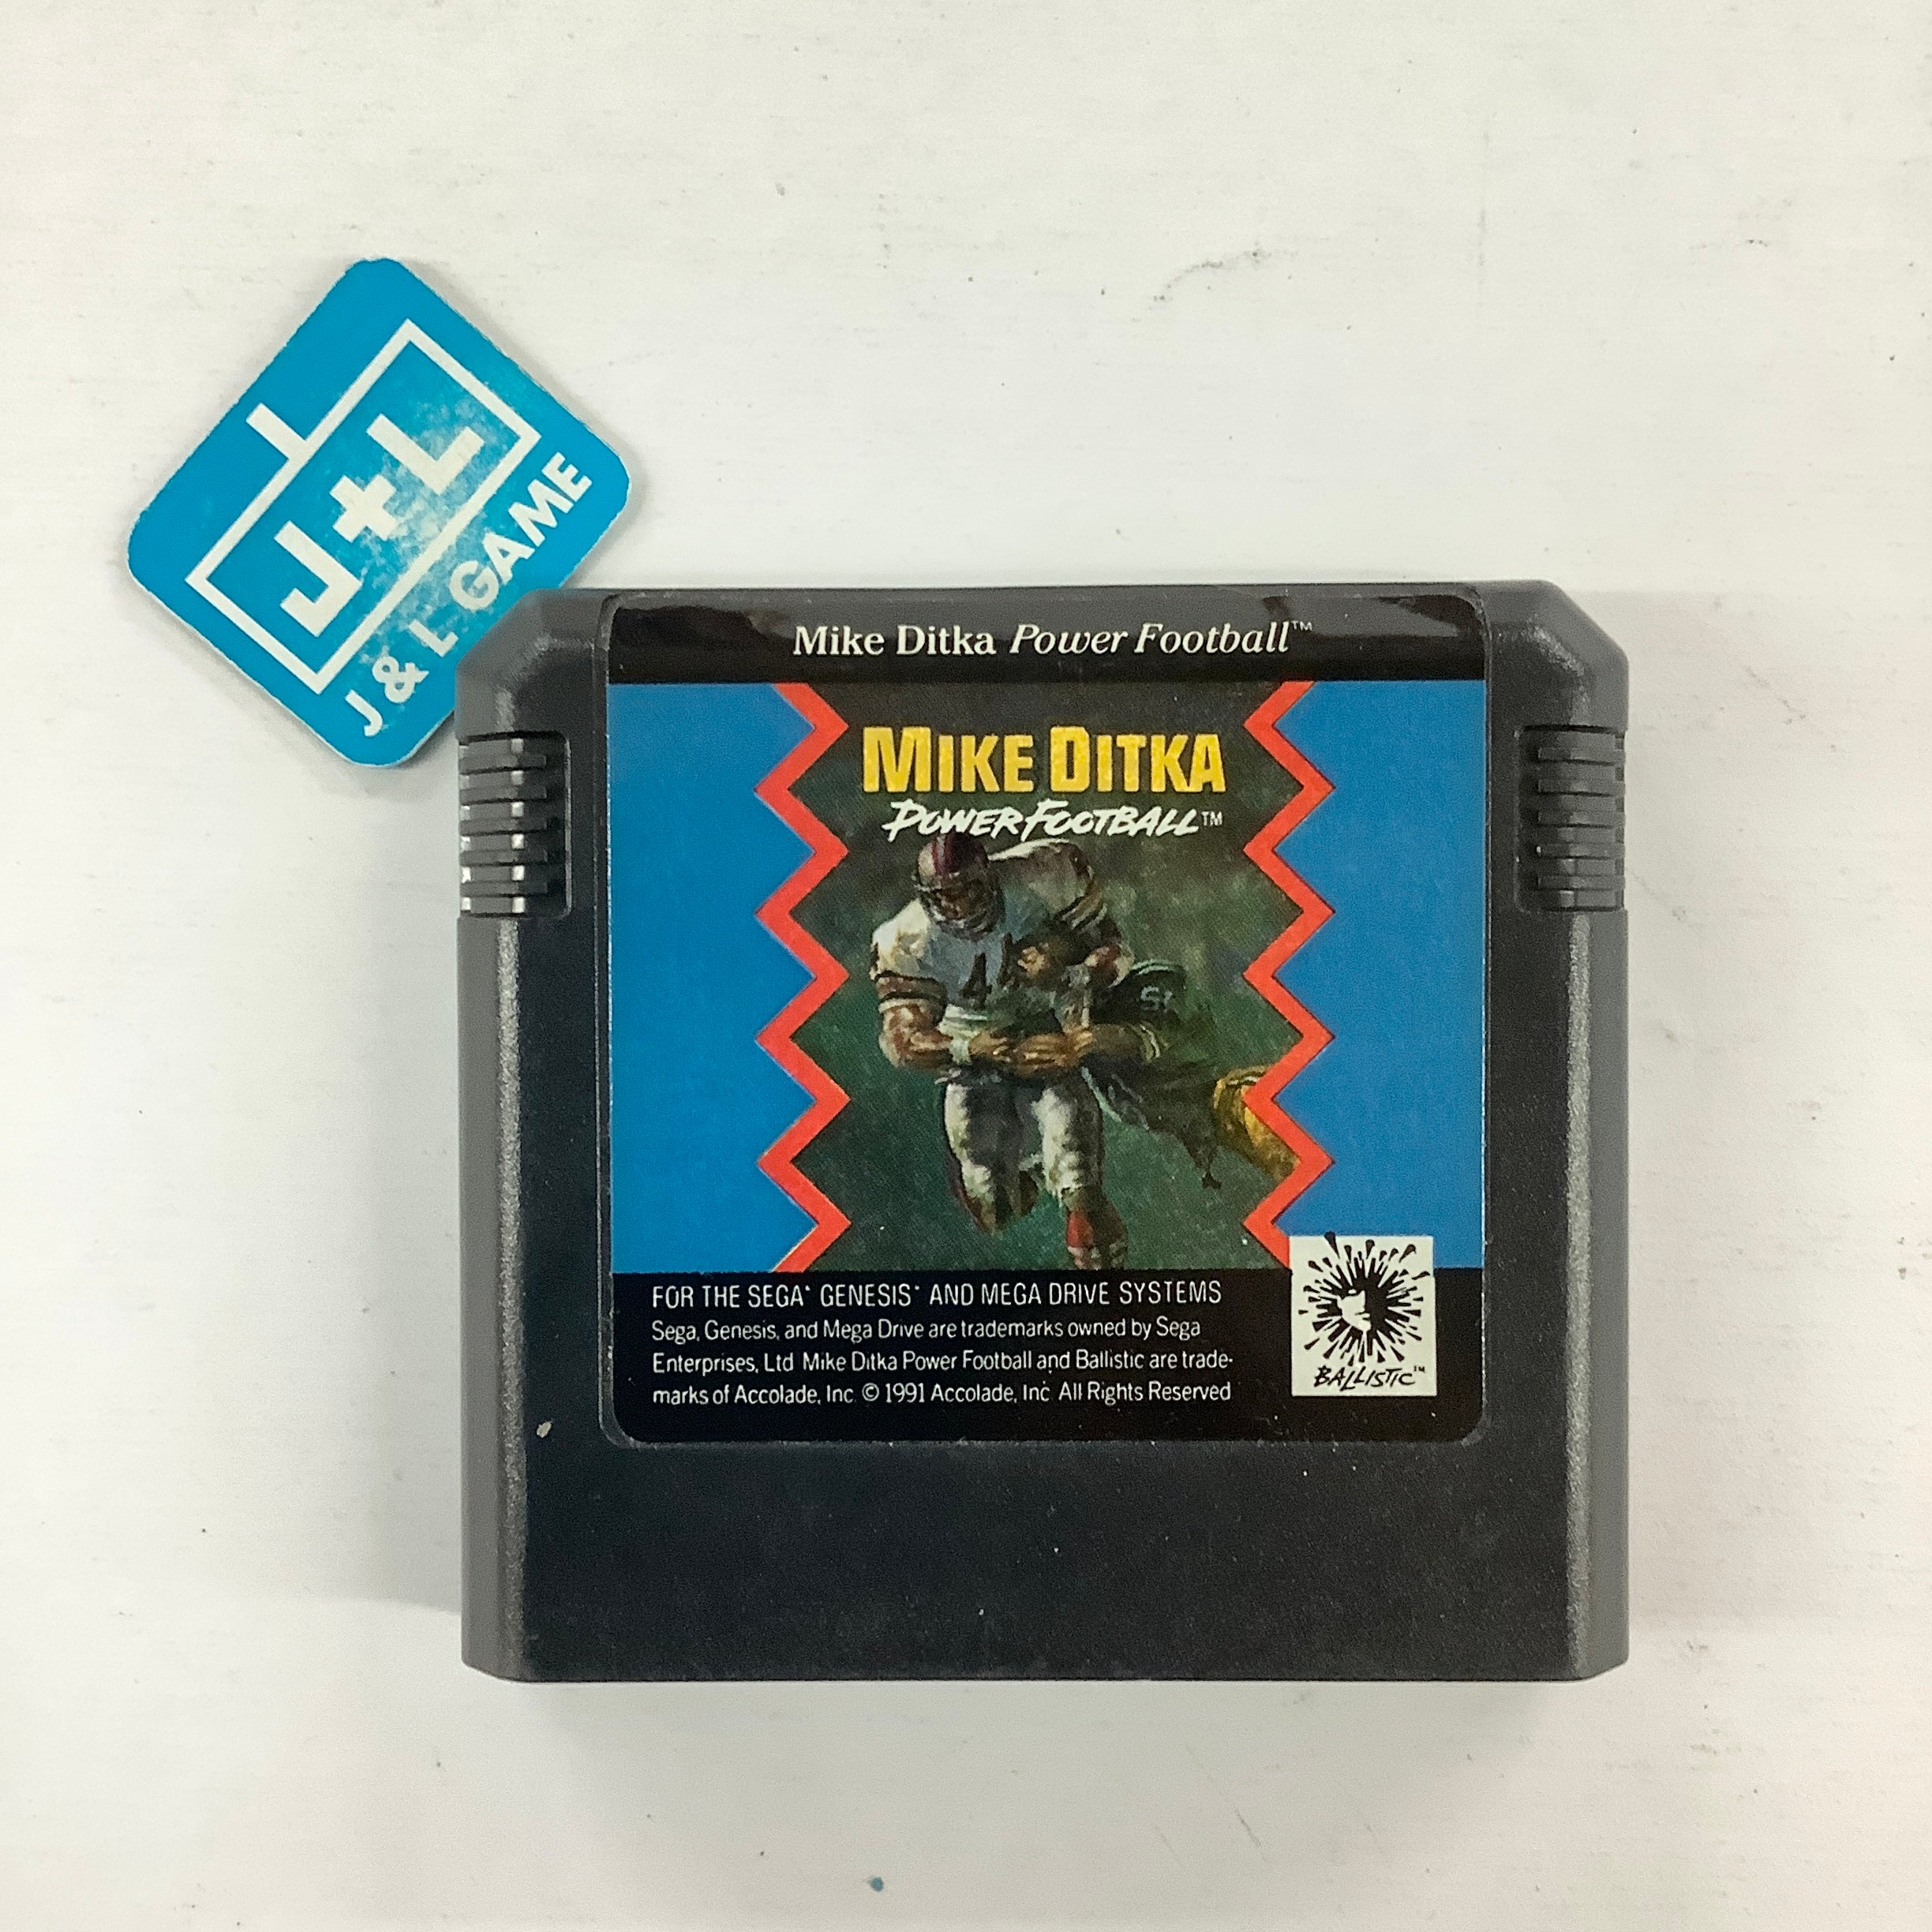 J+L
J & L GAME
Mike Ditka Power Football™
MIKE DITKA
POWER FOOTBALL™
44
51
FOR THE SEGA® GENESIS® AND MEGA DRIVE SYSTEMS
Sega, Genesis, and Mega Drive are trademarks owned by Sega
Enterprises, Ltd. Mike Ditka Power Football and Ballistic are trade-
marks of Accolade, Inc. © 1991 Accolade, Inc. All Rights Reserved
BALLISTIC™